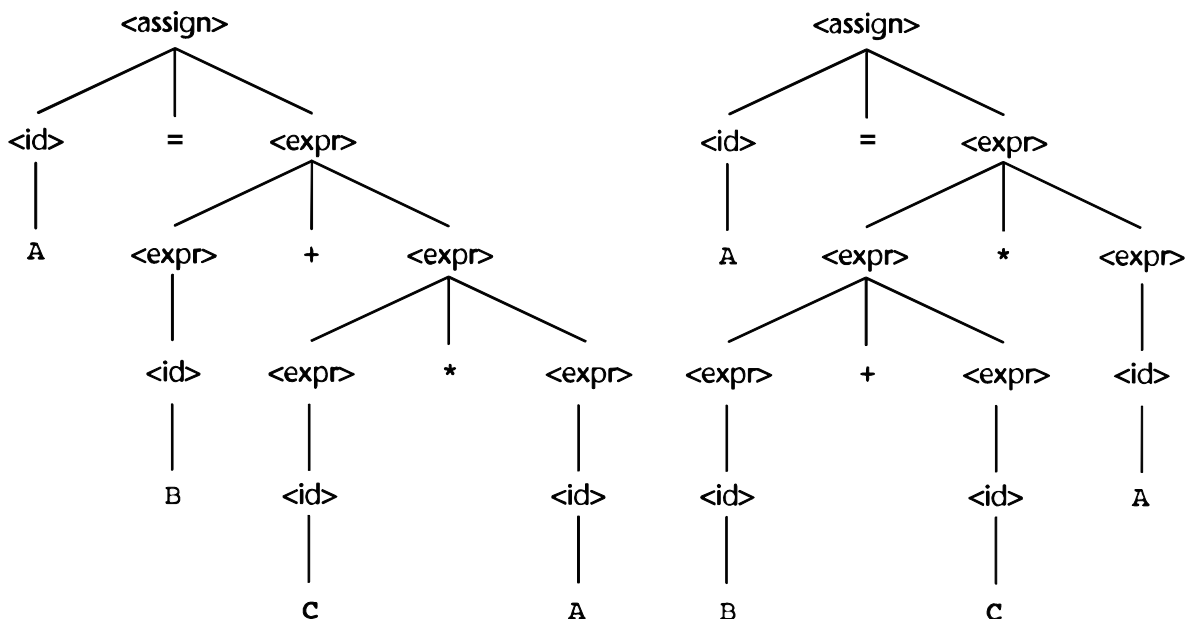 <assign> <assign>
<id> = <expr> <id> = <expr>
A <expr> + <expr> A <expr> * <expr>
<id> <expr> * <expr> <expr> + <expr> <id>
B <id> <id> <id> <id> A
C A B C